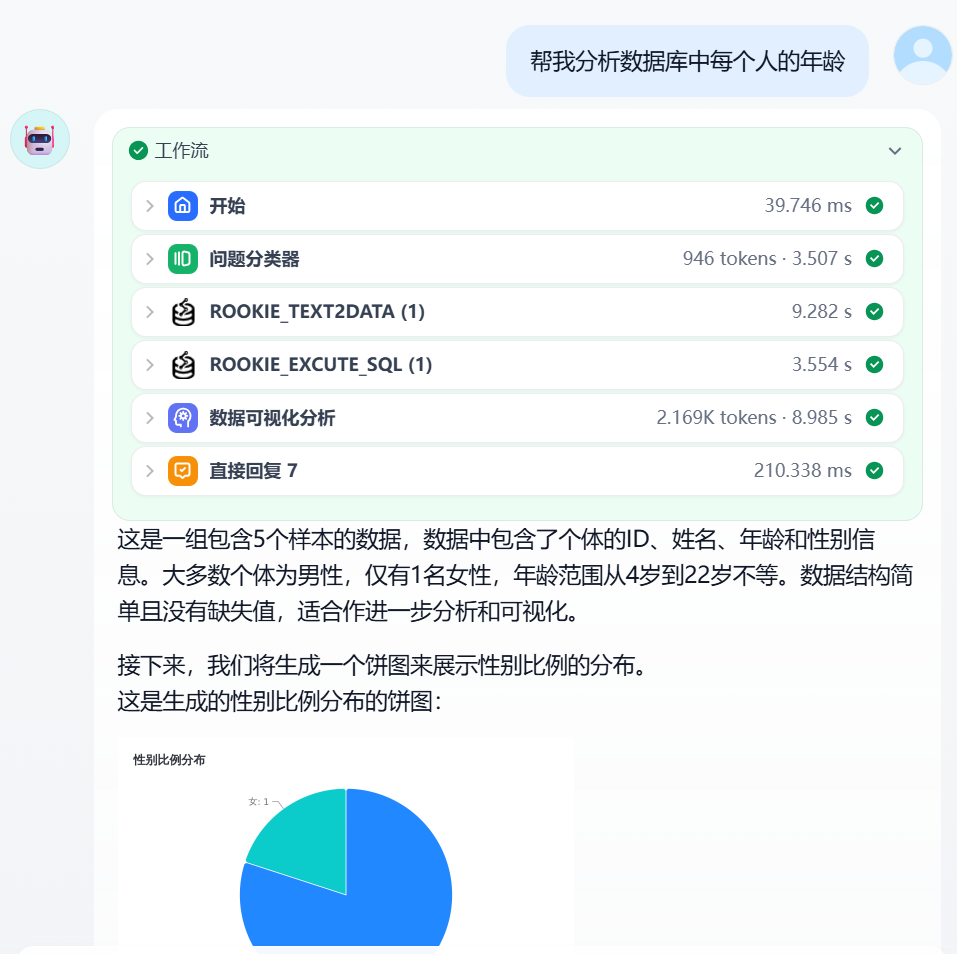 帮我分析数据库中每个人的年龄
工作流
开始 39.746 ms
问题分类器 946 tokens · 3.507 s
ROOKIE_TEXT2DATA (1) 9.282 s
ROOKIE_EXCUTE_SQL (1) 3.554 s
数据可视化分析 2.169K tokens · 8.985 s
直接回复 7 210.338 ms
这是一组包含5个样本的数据，数据中包含了个体的ID、姓名、年龄和性别信
息。大多数个体为男性，仅有1名女性，年龄范围从4岁到22岁不等。数据结构简
单且没有缺失值，适合作进一步分析和可视化。
接下来，我们将生成一个饼图来展示性别比例的分布。
这是生成的性别比例分布的饼图：
性别比例分布
女: 1